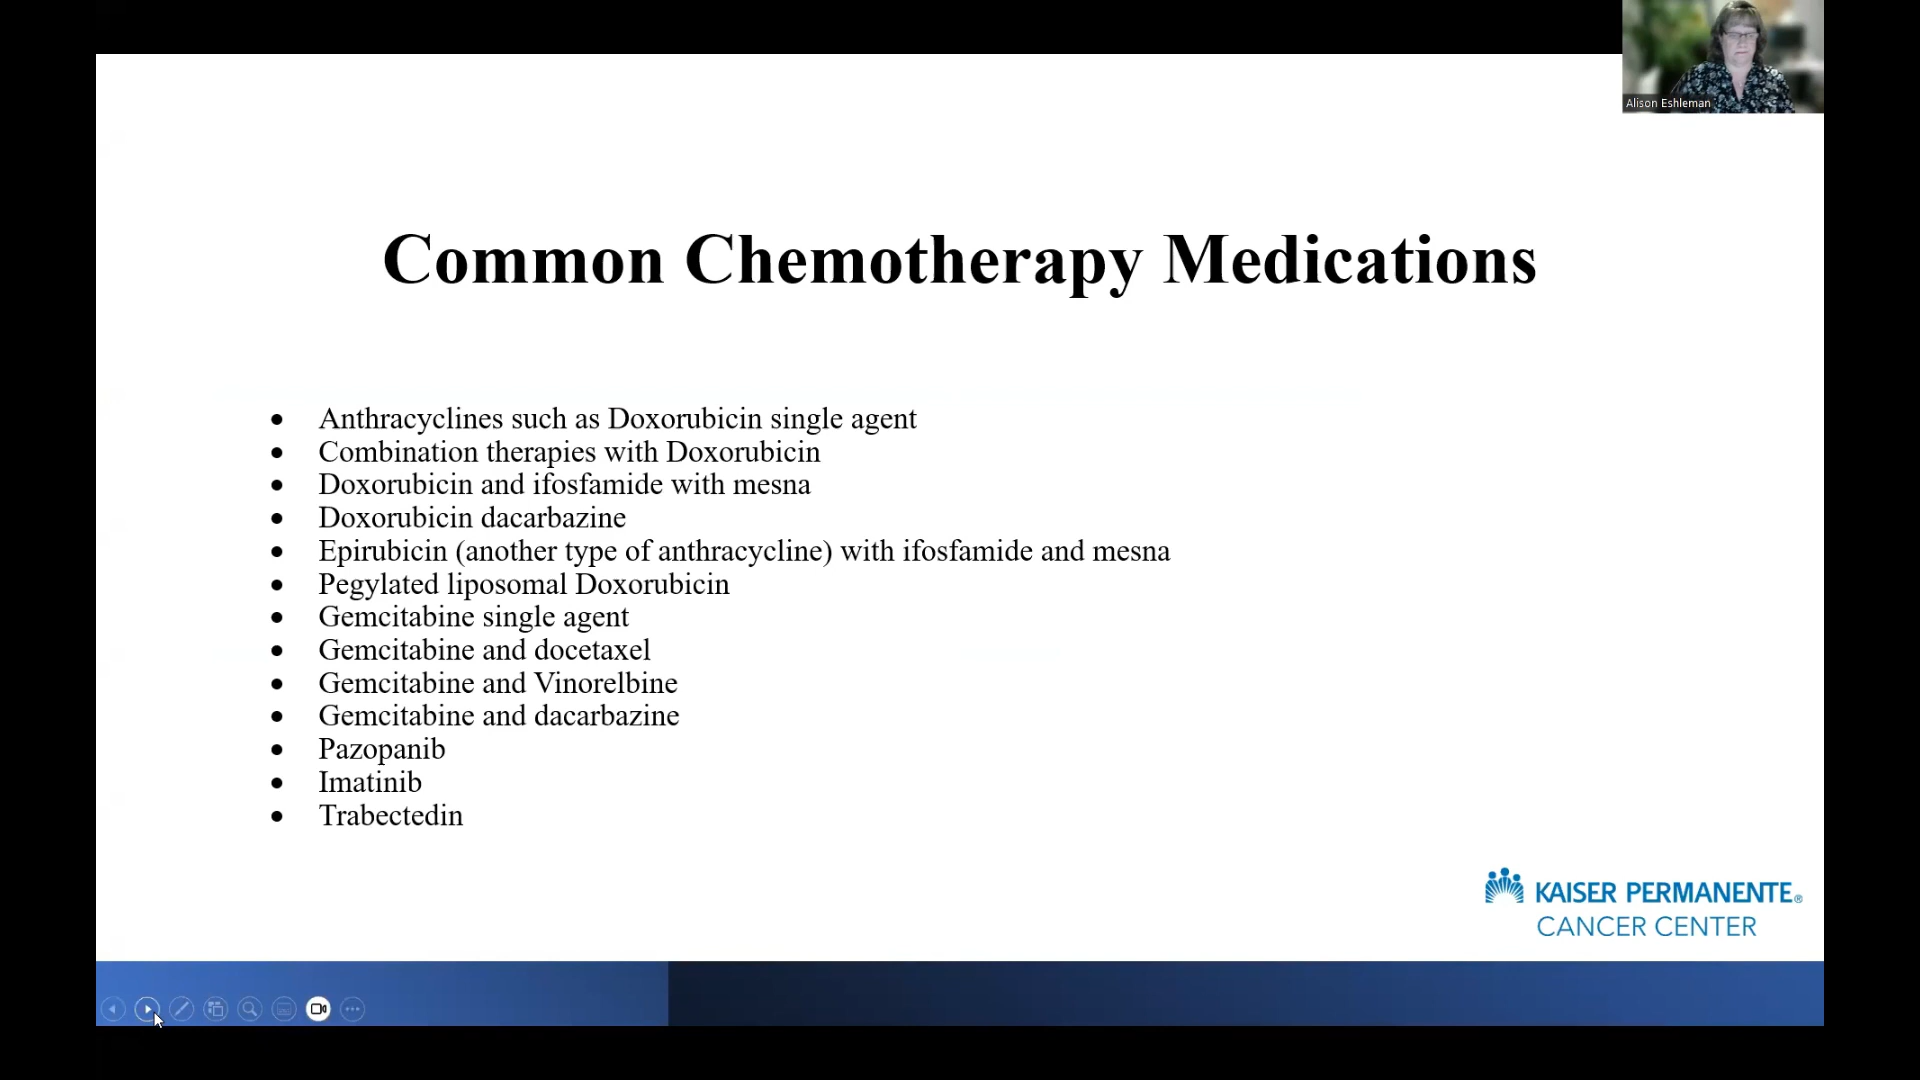 Alison Eshleman
Common Chemotherapy Medications
• Anthracyclines such as Doxorubicin single agent
• Combination therapies with Doxorubicin
• Doxorubicin and ifosfamide with mesna
• Doxorubicin dacarbazine
• Epirubicin (another type of anthracycline) with ifosfamide and mesna
• Pegylated liposomal Doxorubicin
• Gemcitabine single agent
• Gemcitabine and docetaxel
• Gemcitabine and Vinorelbine
• Gemcitabine and dacarbazine
• Pazopanib
• Imatinib
• Trabectedin
KAISER PERMANENTE®
CANCER CENTER